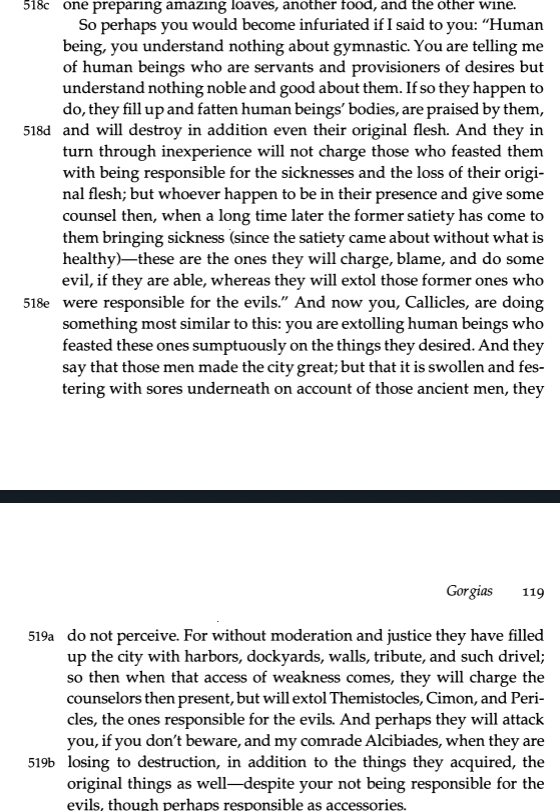 518c one preparing amazing loaves, another food, and the other wine.
So perhaps you would become infuriated if I said to you: “Human
being, you understand nothing about gymnastic. You are telling me
of human beings who are servants and provisioners of desires but
understand nothing noble and good about them. If so they happen to
do, they fill up and fatten human beings’ bodies, are praised by them,
518d and will destroy in addition even their original flesh. And they in
turn through inexperience will not charge those who feasted them
with being responsible for the sicknesses and the loss of their origi-
nal flesh; but whoever happen to be in their presence and give some
counsel then, when a long time later the former satiety has come to
them bringing sickness (since the satiety came about without what is
healthy)—these are the ones they will charge, blame, and do some
evil, if they are able, whereas they will extol those former ones who
518e were responsible for the evils.” And now you, Callicles, are doing
something most similar to this: you are extolling human beings who
feasted these ones sumptuously on the things they desired. And they
say that those men made the city great; but that it is swollen and fes-
tering with sores underneath on account of those ancient men, they
Gorgias 119
519a do not perceive. For without moderation and justice they have filled
up the city with harbors, dockyards, walls, tribute, and such drivel;
so then when that access of weakness comes, they will charge the
counselors then present, but will extol Themistocles, Cimon, and Peri-
cles, the ones responsible for the evils. And perhaps they will attack
you, if you don’t beware, and my comrade Alcibiades, when they are
519b losing to destruction, in addition to the things they acquired, the
original things as well—despite your not being responsible for the
evils, though perhaps responsible as accessories.